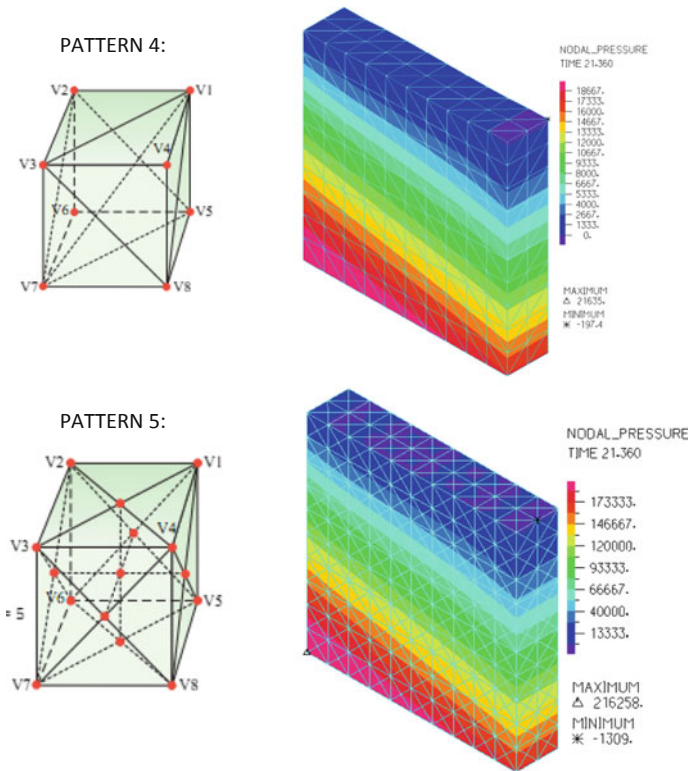 PATTERN 4:
V2
V1
V3
V4
V6
V5
V7
V8
NODAL_PRESSURE
TIME 21.360
18667.
17333.
16000.
14667.
13333.
12000.
10667.
9333.
8000.
6667.
5333.
4000.
2667.
1333.
0.
MAXIMUM
△ 21635.
MINIMUM
✳ -197.4
PATTERN 5:
V2
V1
V3
V4
V6
V5
" 5
V7
V8
NODAL_PRESSURE
TIME 21.360
173333.
146667.
120000.
93333.
66667.
40000.
13333.
MAXIMUM
△ 216258.
MINIMUM
✳ -1309.